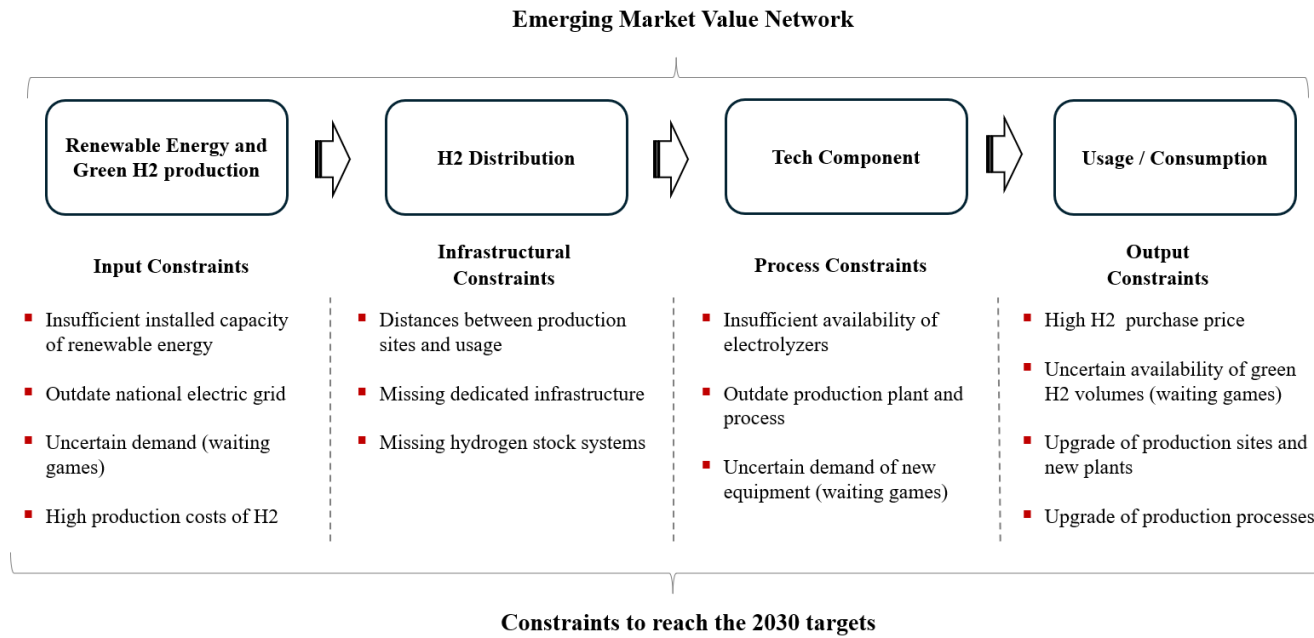 Emerging Market Value Network
Renewable Energy and
Green H2 production
H2 Distribution
Tech Component
Usage / Consumption
Input Constraints
Insufficient installed capacity
of renewable energy
Outdate national electric grid
Uncertain demand (waiting
games)
High production costs of H2
Infrastructural
Constraints
Distances between production
sites and usage
Missing dedicated infrastructure
Missing hydrogen stock systems
Process Constraints
Insufficient availability of
electrolyzers
Outdate production plant and
process
Uncertain demand of new
equipment (waiting games)
Output
Constraints
High H2 purchase price
Uncertain availability of green
H2 volumes (waiting games)
Upgrade of production sites and
new plants
Upgrade of production processes
Constraints to reach the 2030 targets